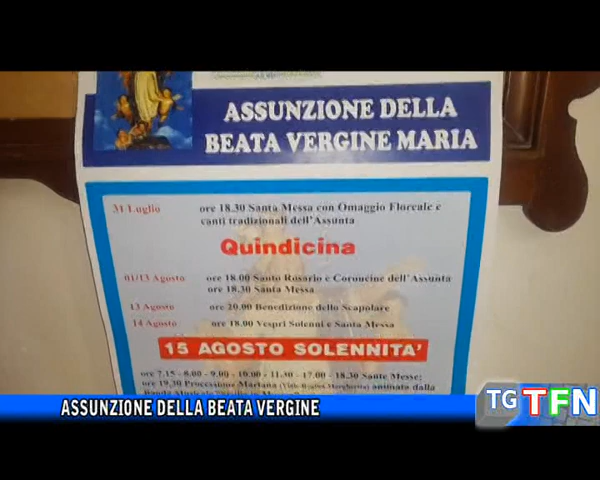 ASSUNZIONE DELLA
BEATA VERGINE MARIA
31 Luglio ore 18.30 Santa Messa con Omaggio Floreale e
canti tradizionali dell'Assunta
Quindicina
01/13 Agosto ore 18.00 Santo Rosario e Coroncine dell'Assunta
ore 18.30 Santa Messa
13 Agosto ore 20.00 Benedizione dello Scapolare
14 Agosto ore 18.00 Vespri Solenni e Santa Messa
15 AGOSTO SOLENNITA'
ore 7.15 - 8.00 - 9.00 - 10.00 - 11.30 - 17.00 - 18.30 Sante Messe;
ore 19.30 Processione Mariana (Viale Regina Margherita) animato dalla
ASSUNZIONE DELLA BEATA VERGINE
TG TFN